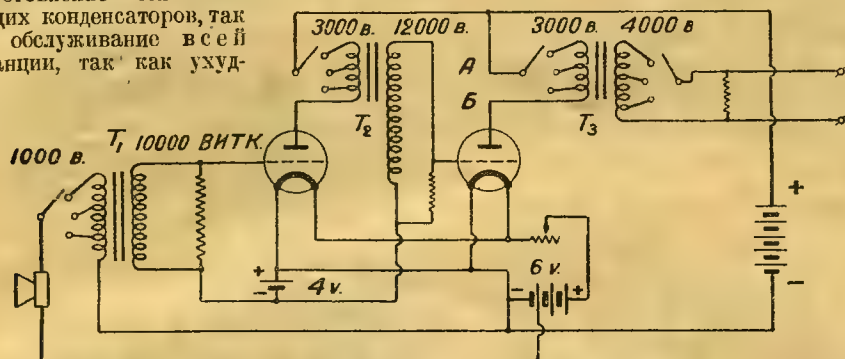 щих конденсаторов, так
обслуживание всей
анции, так как ухуд-
3000 в. 12000 в. 3000 в. 4000 в
А
Б
T₂ T₃
1000 в. T₁ 10000 ВИТК.
+ − 4 v.
− 6 v. +
+
−